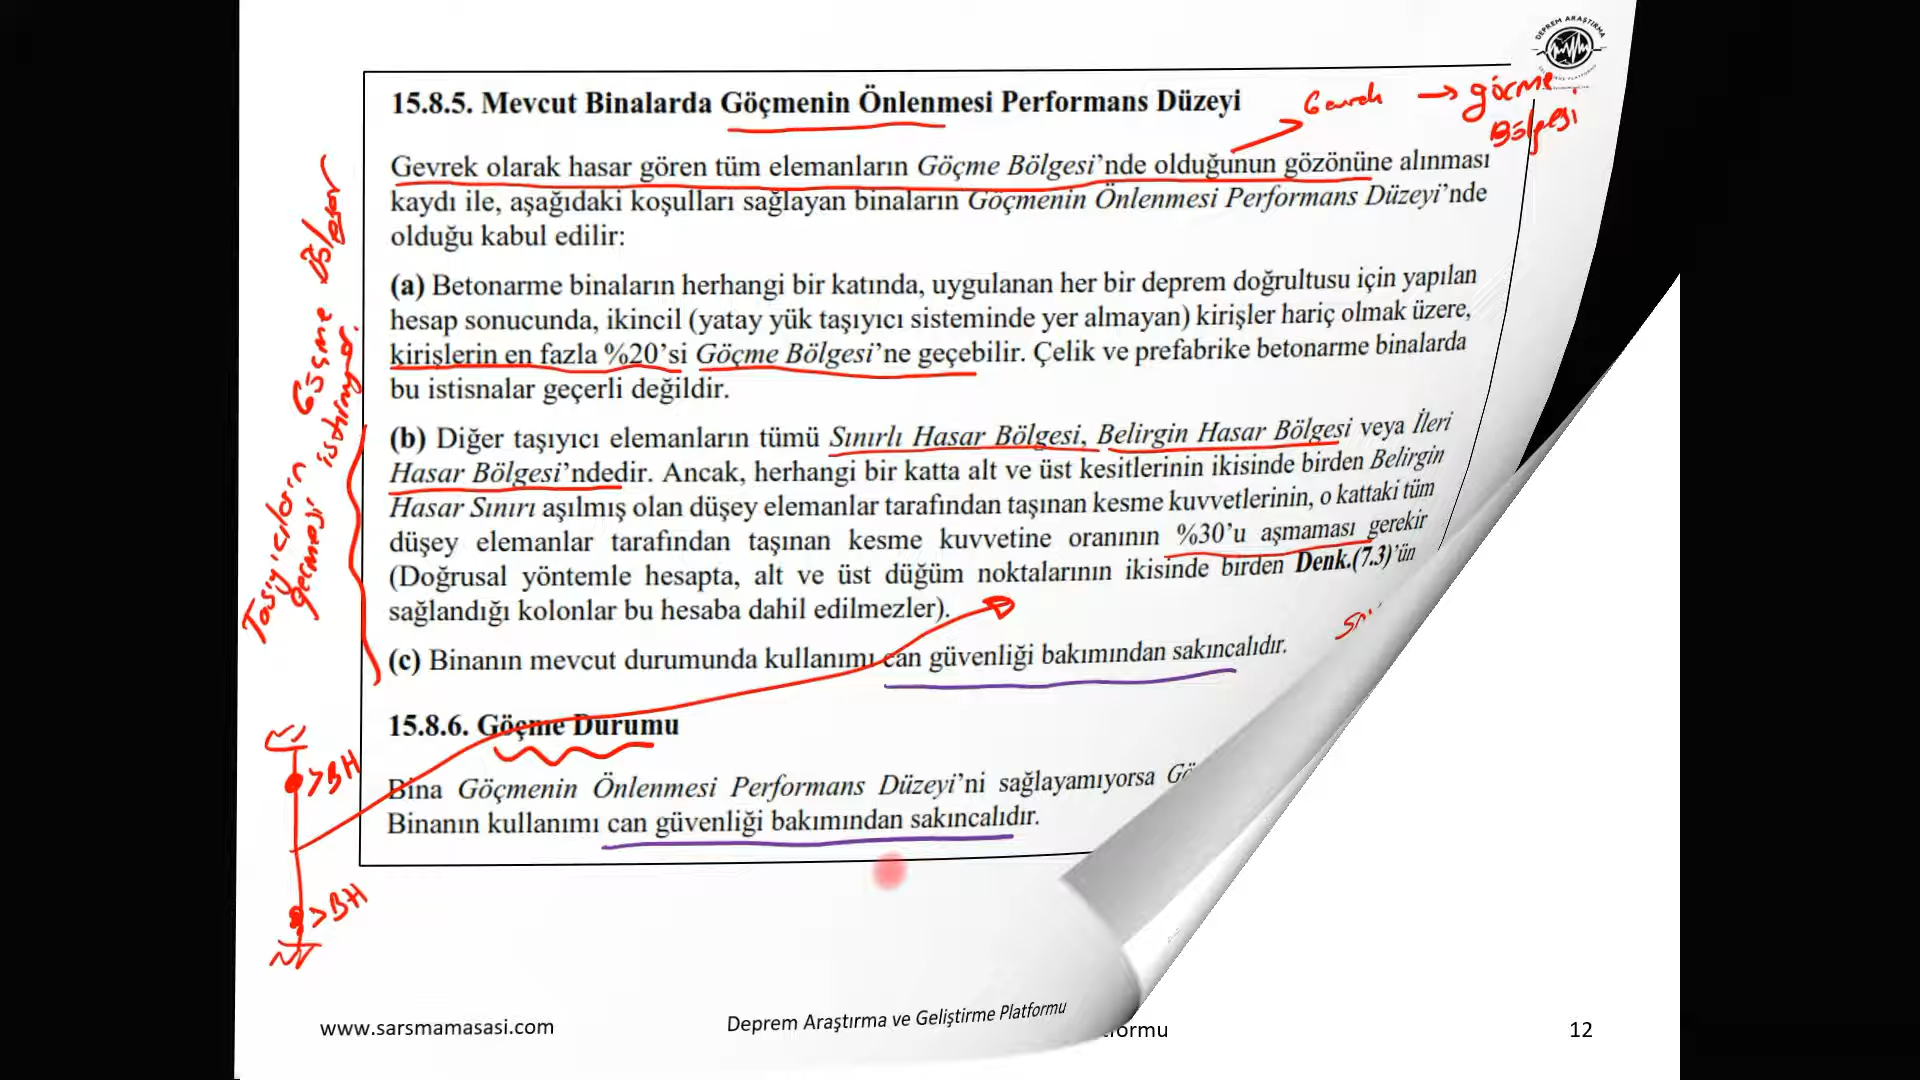 DEPREM ARAŞTIRMA
15.8.5. Mevcut Binalarda Göçmenin Önlenmesi Performans Düzeyi
Gevrek → göçme
Bölgesi
Gevrek olarak hasar gören tüm elemanların Göçme Bölgesi'nde olduğunun gözönüne alınması
kaydı ile, aşağıdaki koşulları sağlayan binaların Göçmenin Önlenmesi Performans Düzeyi'nde
olduğu kabul edilir:
(a) Betonarme binaların herhangi bir katında, uygulanan her bir deprem doğrultusu için yapılan
hesap sonucunda, ikincil (yatay yük taşıyıcı sisteminde yer almayan) kirişler hariç olmak üzere,
kirişlerin en fazla %20'si Göçme Bölgesi'ne geçebilir. Çelik ve prefabrike betonarme binalarda
bu istisnalar geçerli değildir.
(b) Diğer taşıyıcı elemanların tümü Sınırlı Hasar Bölgesi, Belirgin Hasar Bölgesi veya İleri
Hasar Bölgesi'ndedir. Ancak, herhangi bir katta alt ve üst kesitlerinin ikisinde birden Belirgin
Hasar Sınırı aşılmış olan düşey elemanlar tarafından taşınan kesme kuvvetlerinin, o kattaki tüm
düşey elemanlar tarafından taşınan kesme kuvvetine oranının %30'u aşmaması gerekir
(Doğrusal yöntemle hesapta, alt ve üst düğüm noktalarının ikisinde birden Denk.(7.3)'ün
sağlandığı kolonlar bu hesaba dahil edilmezler).
(c) Binanın mevcut durumunda kullanımı can güvenliği bakımından sakıncalıdır.
Taşıyıcıların Göçme
geçmesi istenmiyor.
15.8.6. Göçme Durumu
Bina Göçmenin Önlenmesi Performans Düzeyi'ni sağlayamıyorsa Gö
Binanın kullanımı can güvenliği bakımından sakıncalıdır.
>BH
>BH
www.sarsmamasasi.com
Deprem Araştırma ve Geliştirme Platformu
formu
12